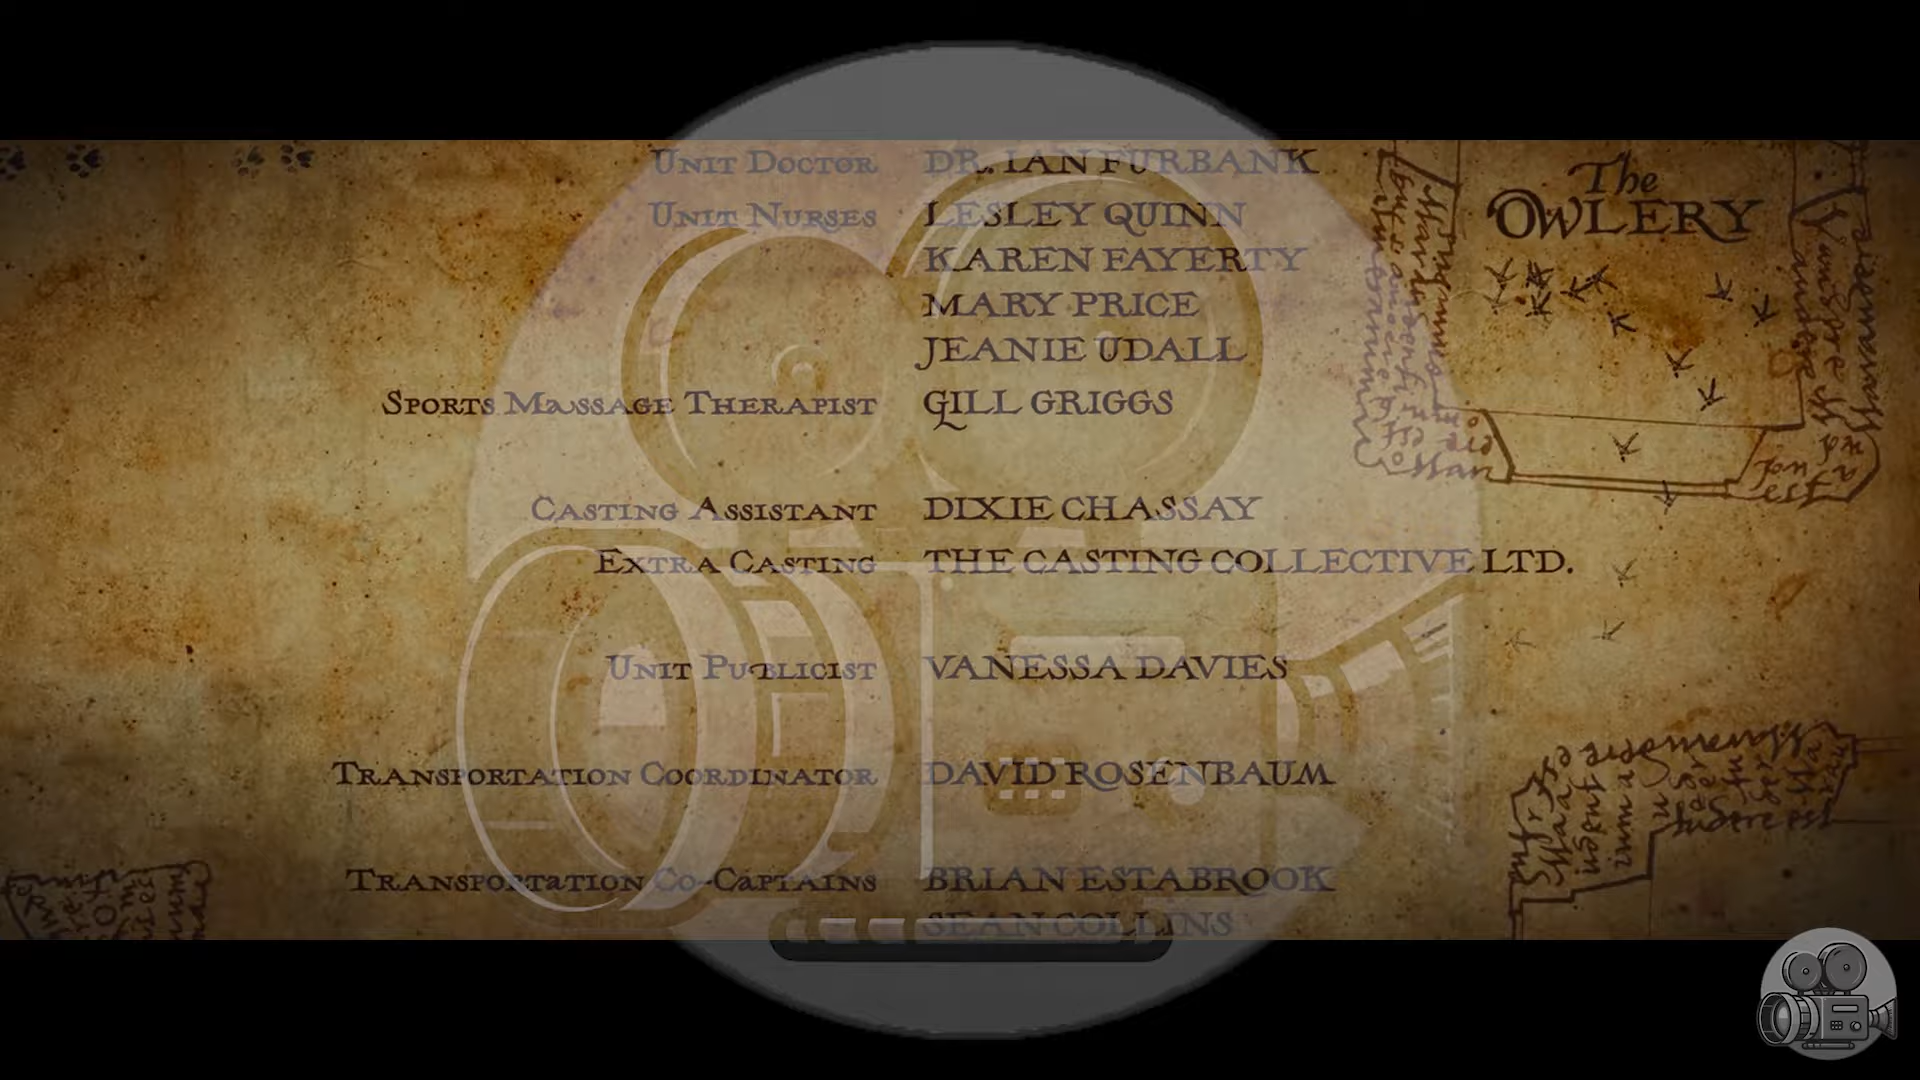 Unit Doctor DR. IAN FURBANK
Unit Nurses LESLEY QUINN
KAREN FAYERTY
MARY PRICE
JEANIE UDALL
Sports Massage Therapist GILL GRIGGS
Casting Assistant DIXIE CHASSAY
Extra Casting THE CASTING COLLECTIVE LTD.
Unit Publicist VANESSA DAVIES
Transportation Coordinator DAVID ROSENBAUM
Transportation Co-Captains BRIAN ESTABROOK
SEAN COLLINS
The
OWLERY